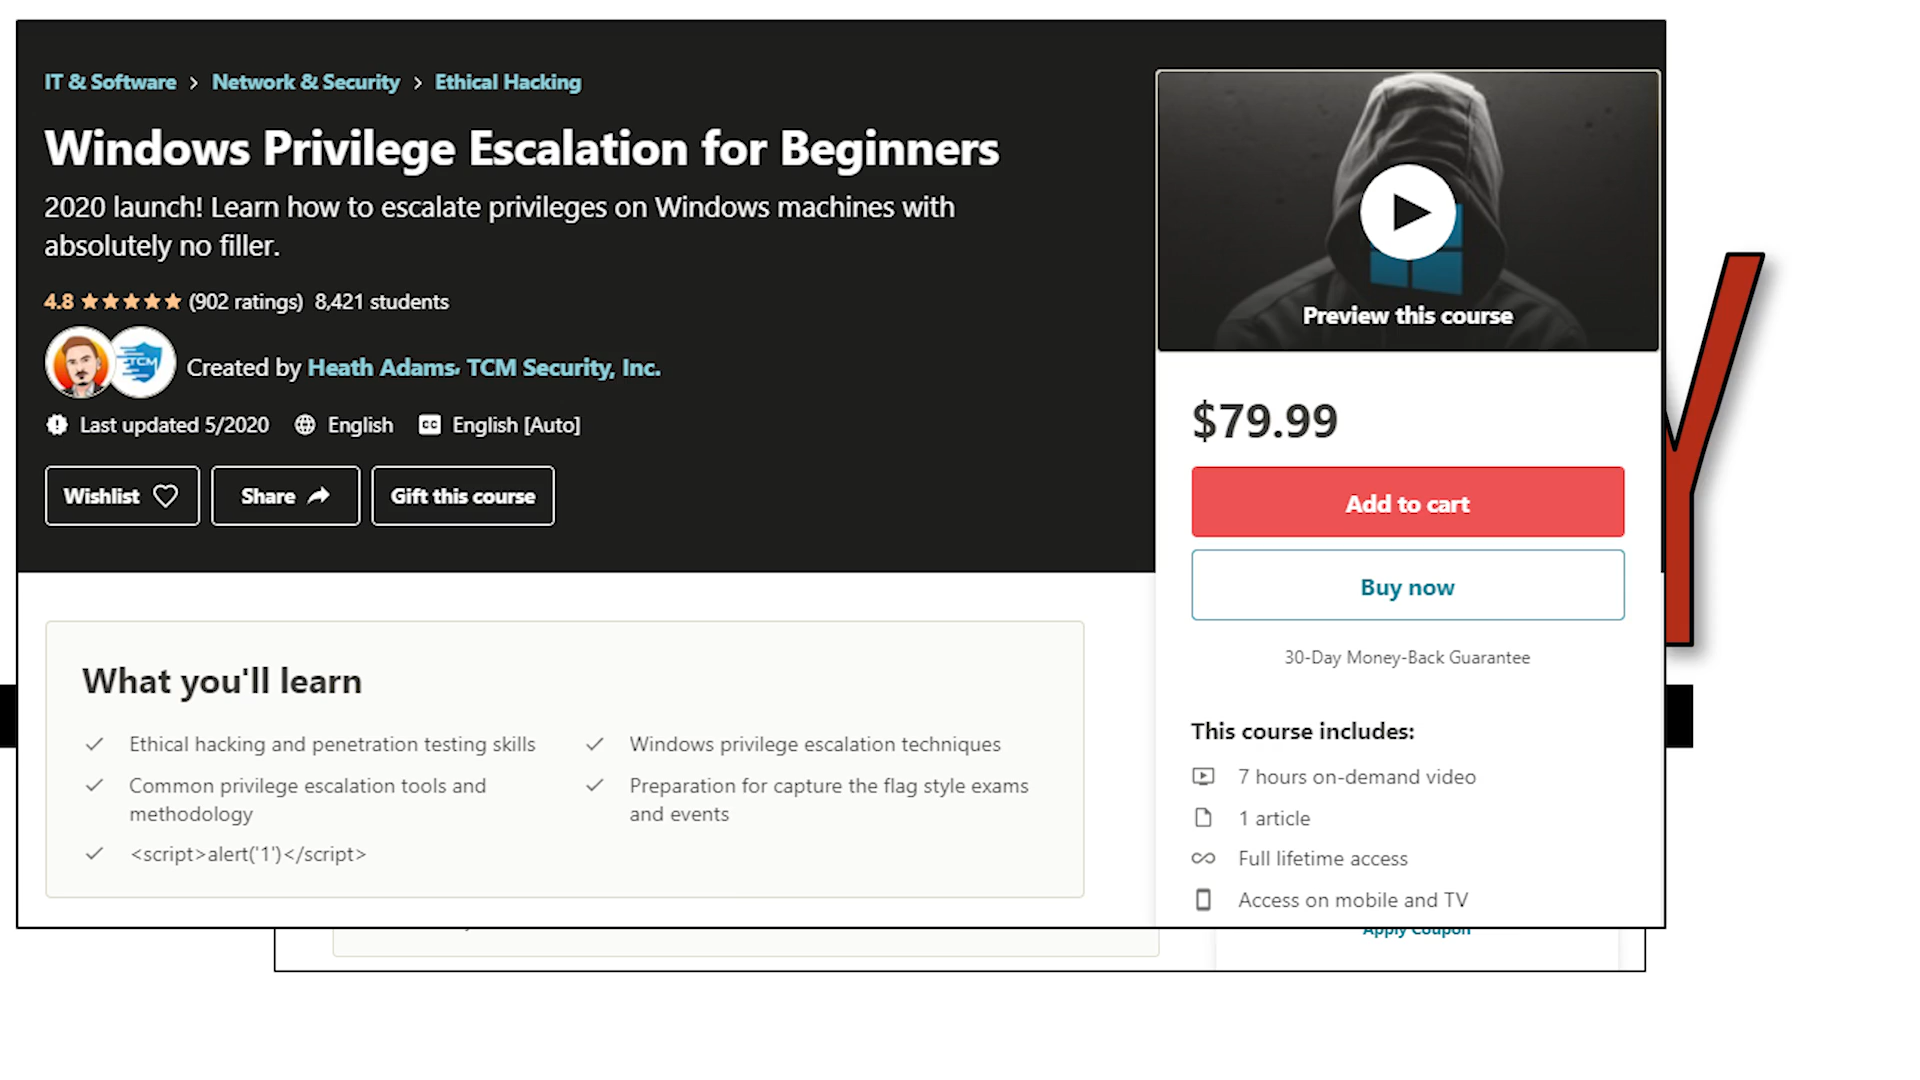 IT & Software > Network & Security > Ethical Hacking
Windows Privilege Escalation for Beginners
2020 launch! Learn how to escalate privileges on Windows machines with
absolutely no filler.
4.8 (902 ratings) 8,421 students
TCM
Created by Heath Adams, TCM Security, Inc.
Last updated 5/2020 English CC English [Auto]
Wishlist Share Gift this course
What you'll learn
Ethical hacking and penetration testing skills
Common privilege escalation tools and
methodology
<script>alert('1')</script>
Windows privilege escalation techniques
Preparation for capture the flag style exams
and events
Preview this course
$79.99
Add to cart
Buy now
30-Day Money-Back Guarantee
This course includes:
7 hours on-demand video
1 article
Full lifetime access
Access on mobile and TV
Apply Coupon
Y